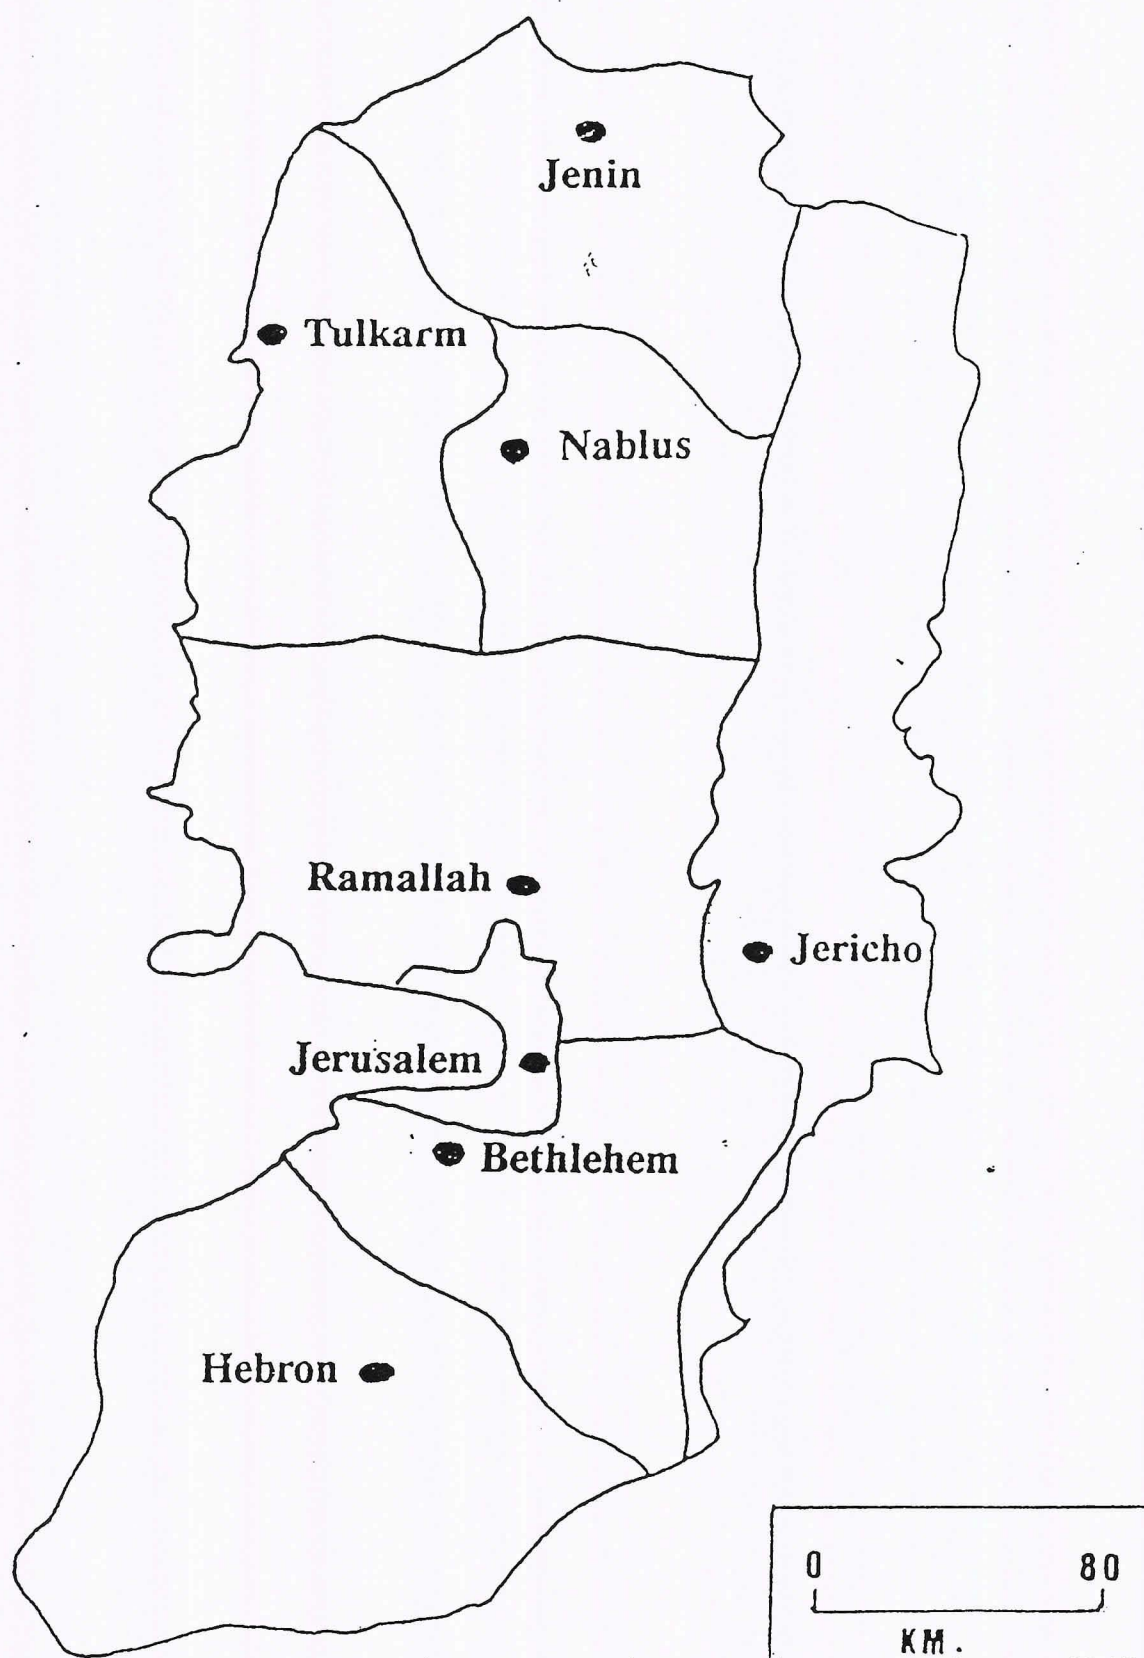 Jenin
Tulkarm
Nablus
Ramallah
Jericho
Jerusalem
Bethlehem
Hebron
0 80
KM.